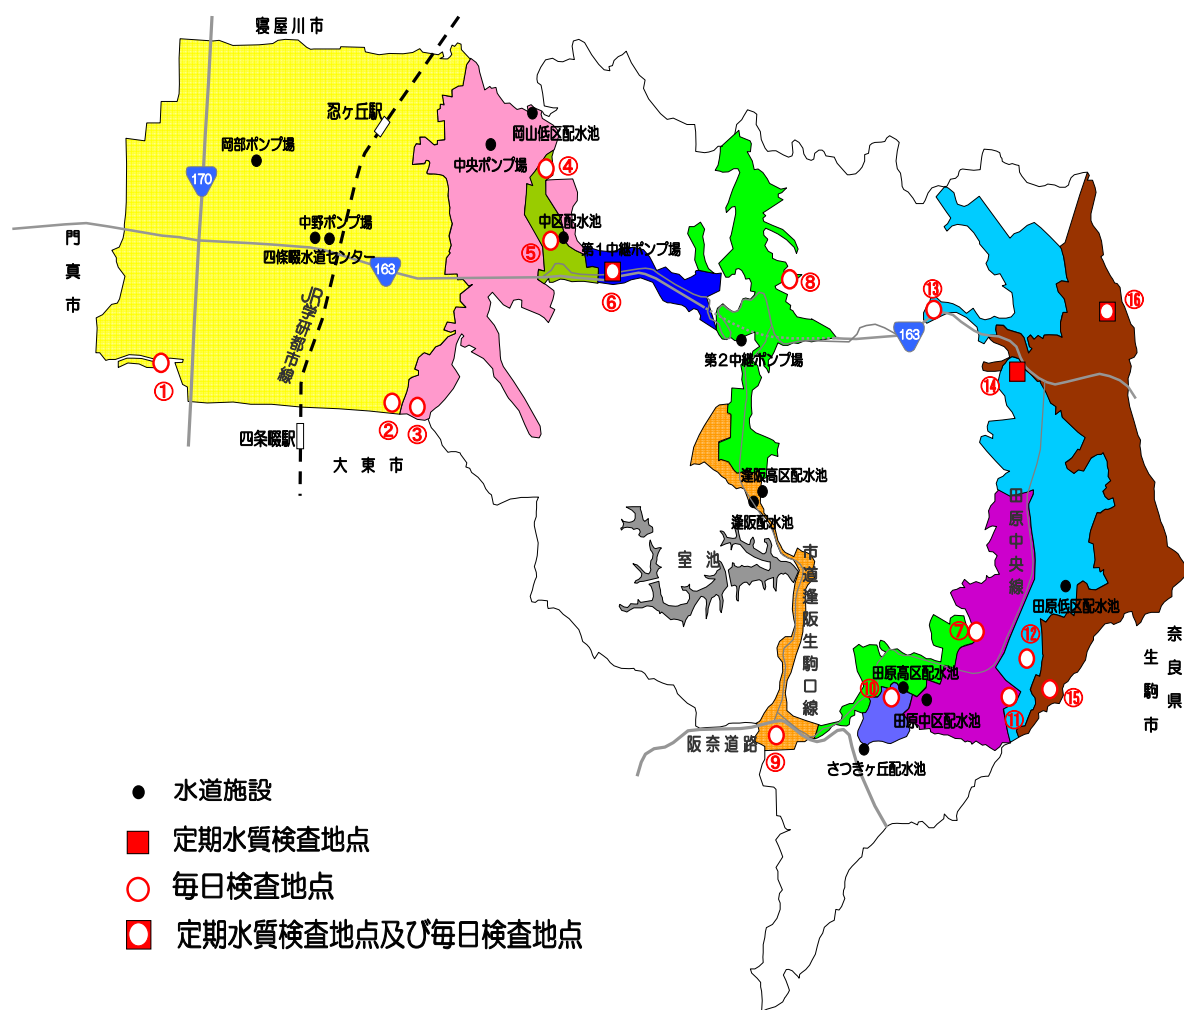 寝屋川市
忍ヶ丘駅
岡山低区配水池
岡部ポンプ場
中央ポンプ場
④
170
中野ポンプ場
中区配水池
門真市
⑤
第1中継ポンプ場
四條畷水道センター
163
⑥
⑧
⑬
⑯
JR学研都市線
163
第2中継ポンプ場
①
⑭
②
③
四条畷駅
大東市
逢阪高区配水池
逢阪配水池
田原中央線
室池
市道逢阪生駒口線
田原低区配水池
⑦
⑫
奈良県
生駒市
田原高区配水池
⑩
⑮
田原中区配水池
⑪
阪奈道路
⑨
さつきヶ丘配水池
水道施設
定期水質検査地点
毎日検査地点
定期水質検査地点及び毎日検査地点